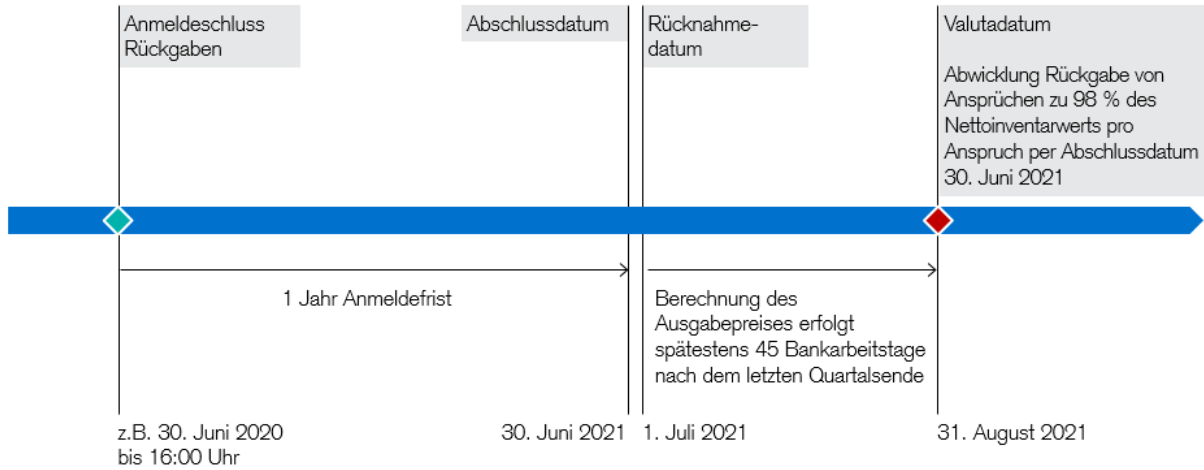 Anmeldeschluss
Rückgaben
Abschlussdatum
Rücknahme-
datum
Valutadatum
Abwicklung Rückgabe von
Ansprüchen zu 98 % des
Nettoinventarwerts pro
Anspruch per Abschlussdatum
30. Juni 2021
1 Jahr Anmeldefrist
Berechnung des
Ausgabepreises erfolgt
spätestens 45 Bankarbeitstage
nach dem letzten Quartalsende
z.B. 30. Juni 2020
bis 16:00 Uhr
30. Juni 2021
1. Juli 2021
31. August 2021